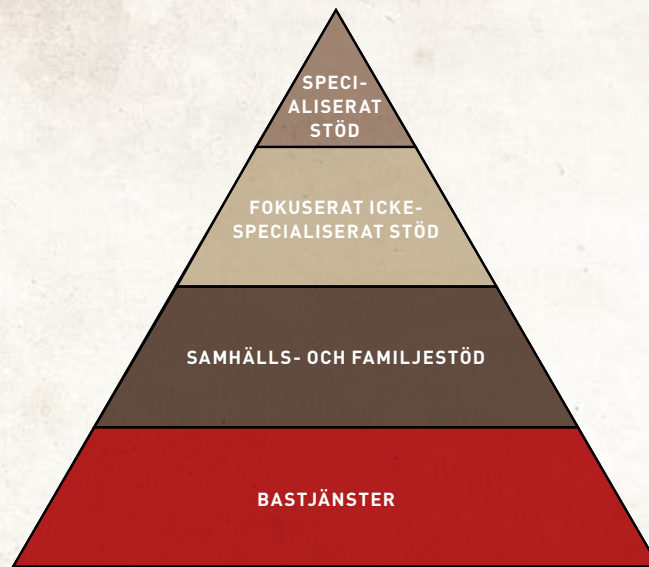 SPECI-
ALISERAT
STÖD
FOKUSERAT ICKE-
SPECIALISERAT STÖD
SAMHÄLLS- OCH FAMILJESTÖD
BASTJÄNSTER